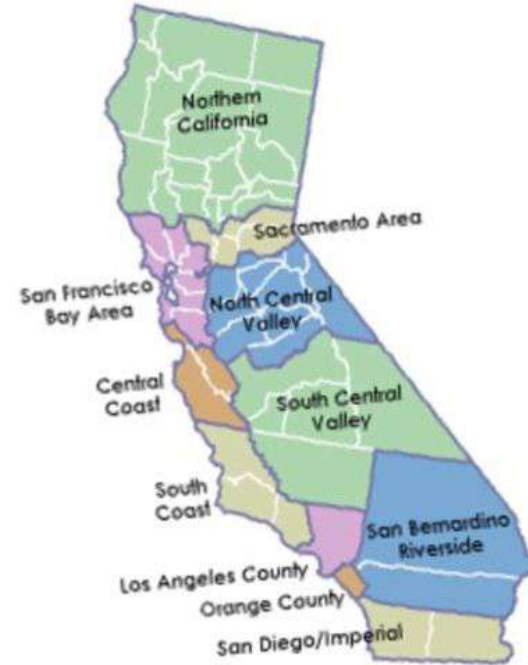 Northern
California
Sacramento Area
San Francisco
Bay Area
North Central
Valley
Central
Coast
South Central
Valley
South
Coast
San Bernardino
Riverside
Los Angeles County
Orange County
San Diego/Imperial